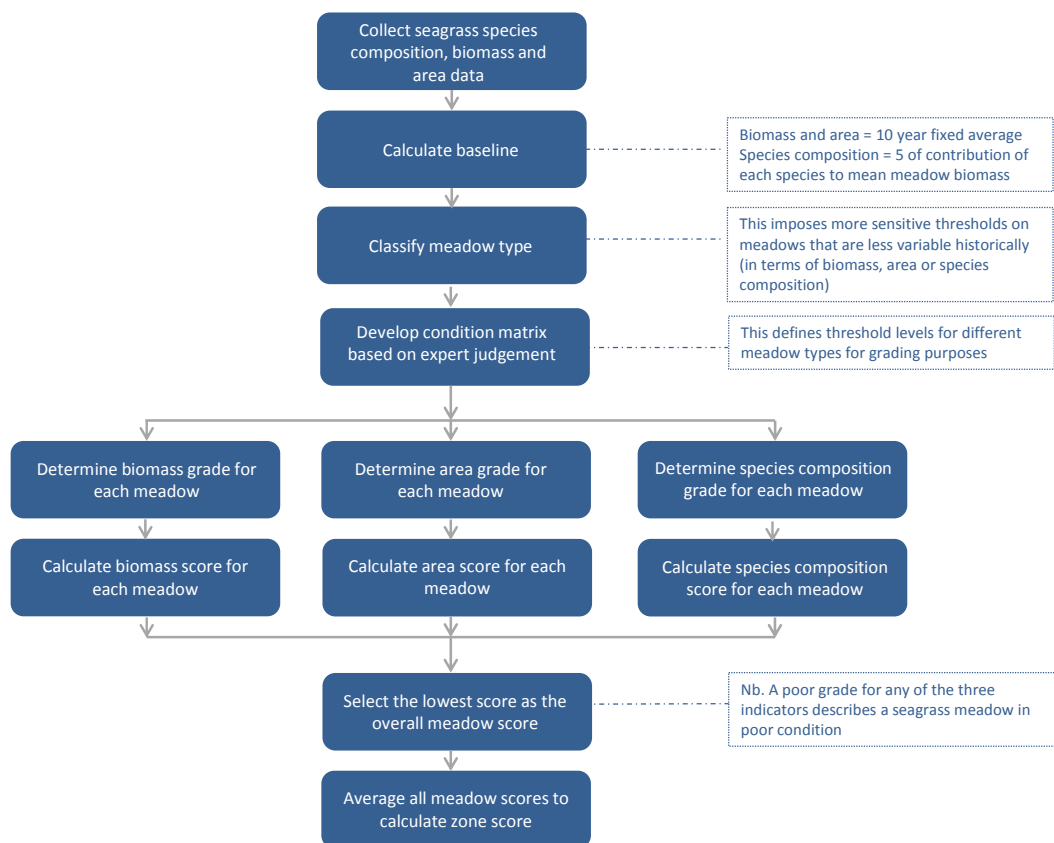 Collect seagrass species
composition, biomass and
area data
Calculate baseline
Biomass and area = 10 year fixed average
Species composition = 5 of contribution of
each species to mean meadow biomass
Classify meadow type
This imposes more sensitive thresholds on
meadows that are less variable historically
(in terms of biomass, area or species
composition)
Develop condition matrix
based on expert judgement
This defines threshold levels for different
meadow types for grading purposes
Determine biomass grade for
each meadow
Determine area grade for
each meadow
Determine species composition
grade for each meadow
Calculate biomass score for
each meadow
Calculate area score for each
meadow
Calculate species composition
score for each meadow
Select the lowest score as the
overall meadow score
Nb. A poor grade for any of the three
indicators describes a seagrass meadow in
poor condition
Average all meadow scores to
calculate zone score